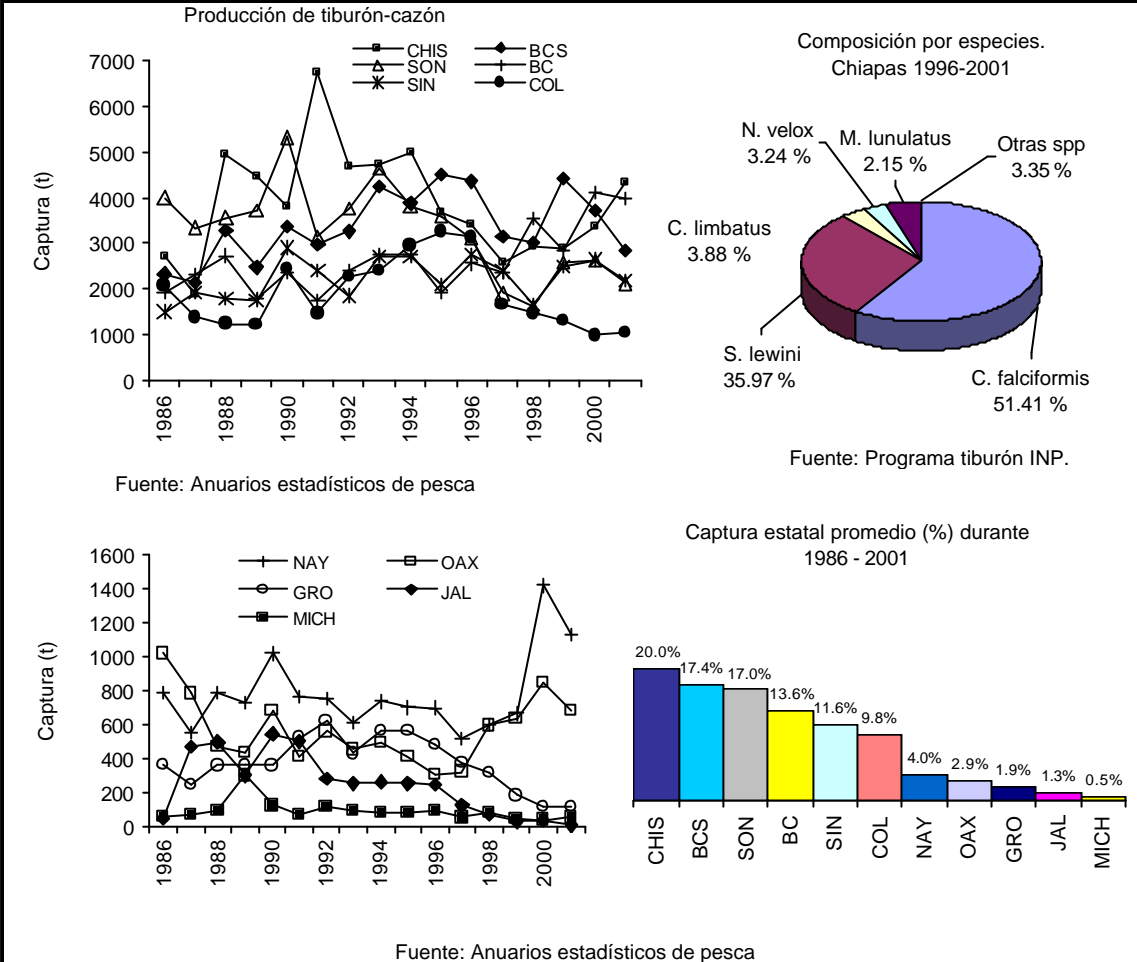 Producción de tiburón-cazón
CHIS
BCS
SON
BC
SIN
COL
Captura (t)
7000
6000
5000
4000
3000
2000
1000
0
1986
1988
1990
1992
1994
1996
1998
2000
Fuente: Anuarios estadísticos de pesca
Composición por especies.
Chiapas 1996-2001
N. velox
3.24 %
M. lunulatus
2.15 %
Otras spp
3.35 %
C. limbatus
3.88 %
S. lewini
35.97 %
C. falciformis
51.41 %
Fuente: Programa tiburón INP.
NAY
OAX
GRO
JAL
MICH
Captura (t)
1600
1400
1200
1000
800
600
400
200
0
1986
1988
1990
1992
1994
1996
1998
2000
Captura estatal promedio (%) durante
1986 - 2001
20.0%
17.4%
17.0%
13.6%
11.6%
9.8%
4.0%
2.9%
1.9%
1.3%
0.5%
CHIS
BCS
SON
BC
SIN
COL
NAY
OAX
GRO
JAL
MICH
Fuente: Anuarios estadísticos de pesca